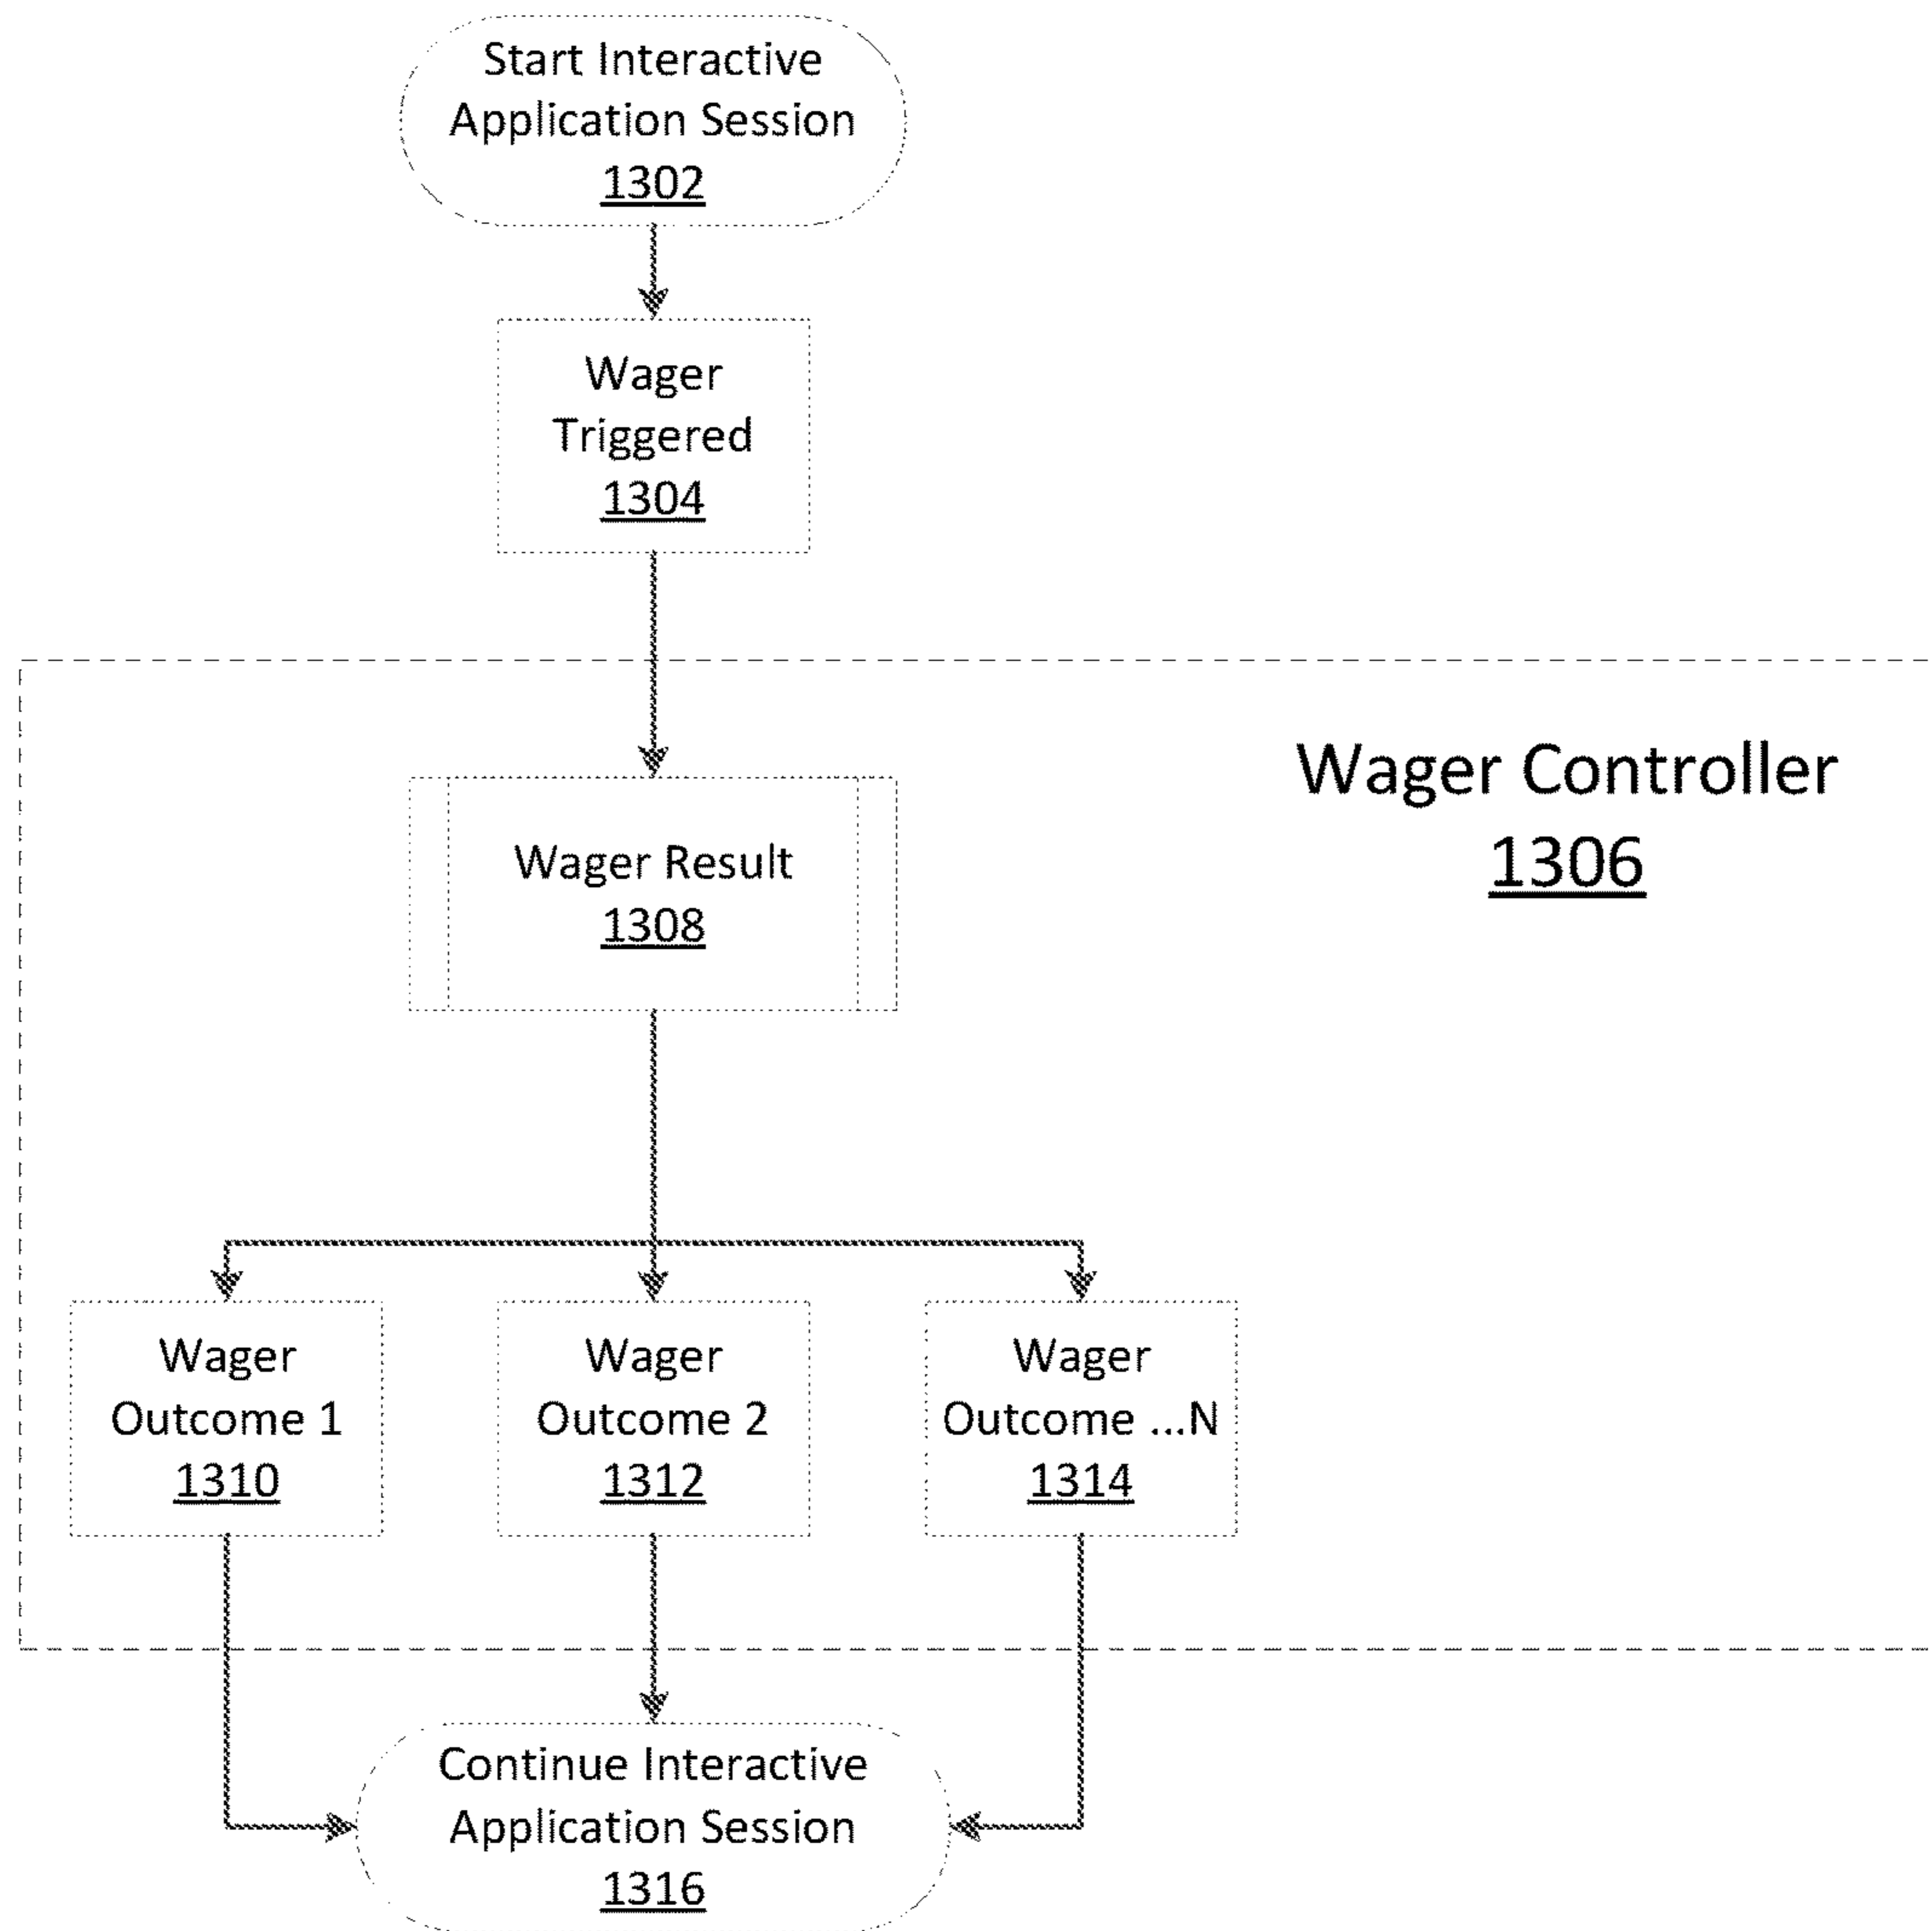 Start Interactive
Application Session
1302
Wager
Triggered
1304
Wager Controller
1306
Wager Result
1308
Wager
Outcome 1
1310
Wager
Outcome 2
1312
Wager
Outcome ...N
1314
Continue Interactive
Application Session
1316